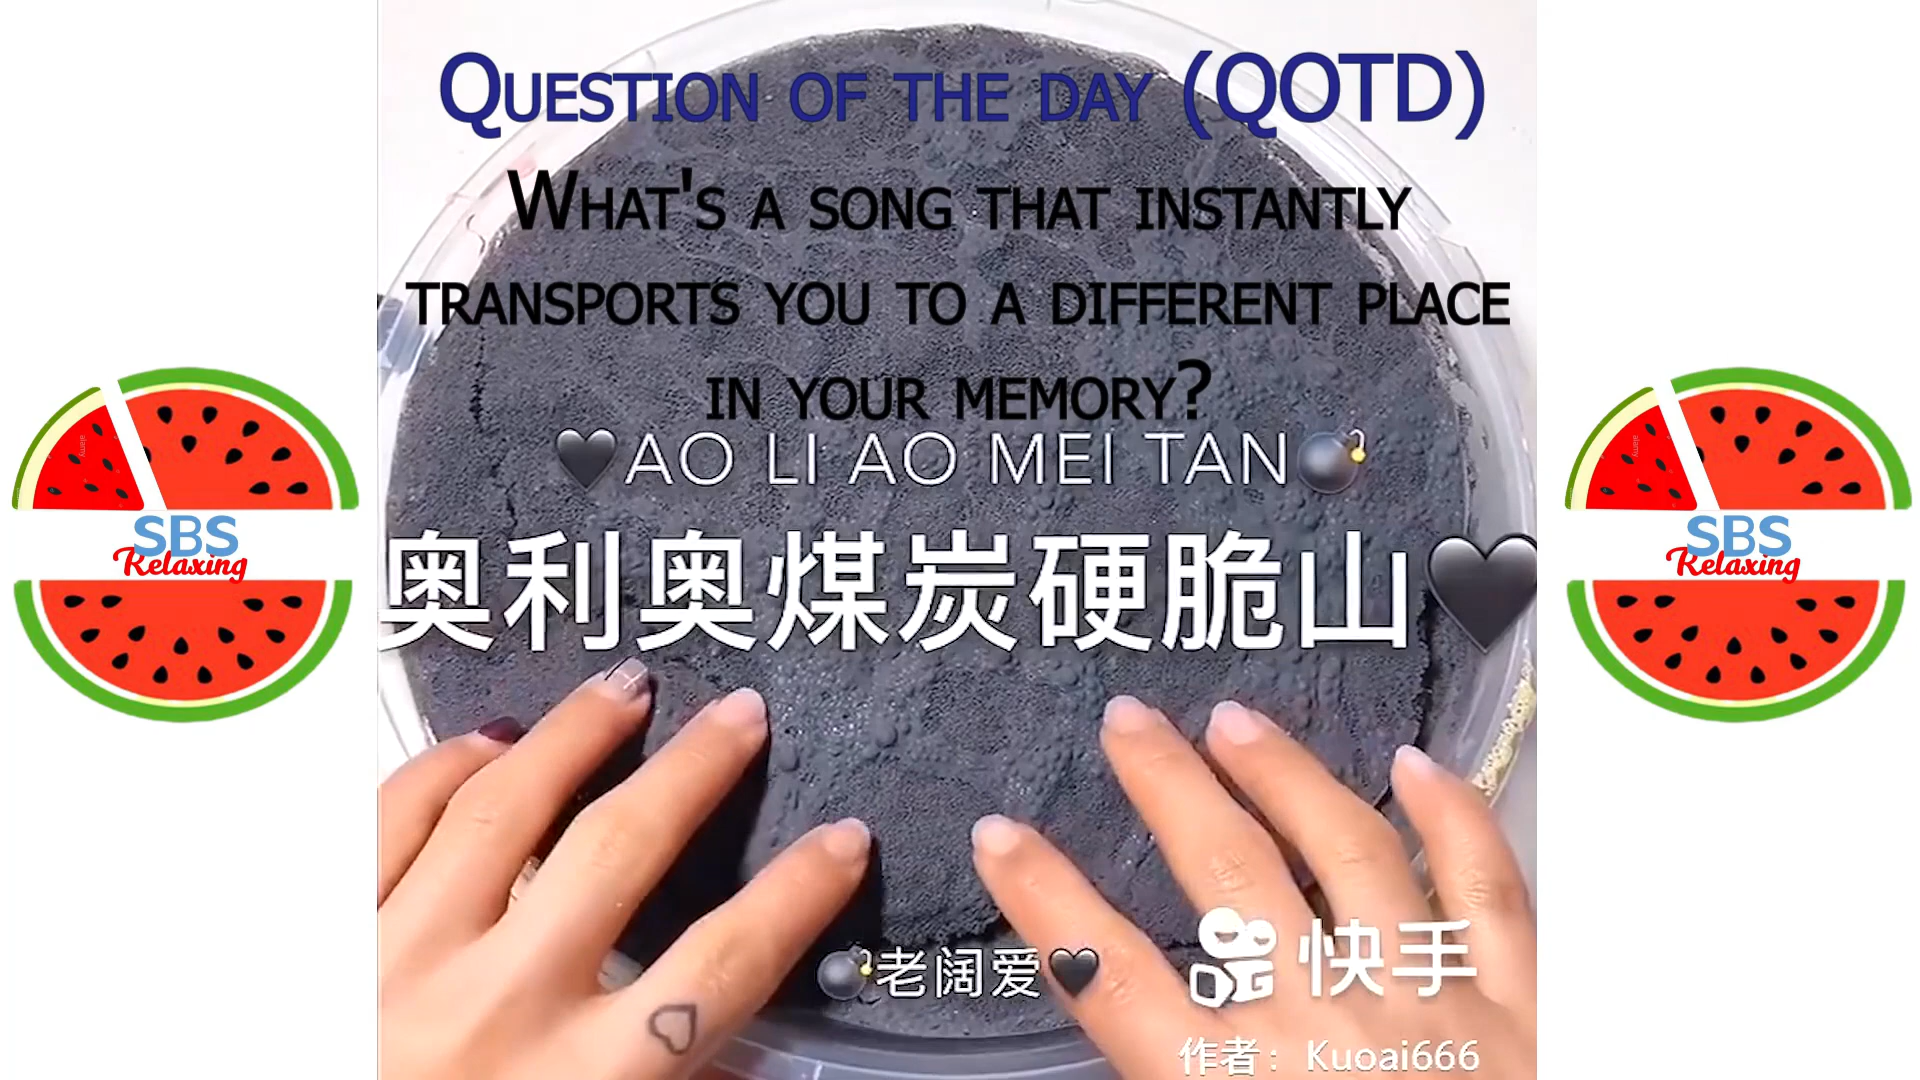 QUESTION OF THE DAY (QOTD)
WHAT'S A SONG THAT INSTANTLY
TRANSPORTS YOU TO A DIFFERENT PLACE
IN YOUR MEMORY?
🖤AO LI AO MEI TAN💣
奥利奥煤炭硬脆山🖤
SBS
Relaxing
SBS
Relaxing
💣老阔爱🖤
快手
作者：Kuoai666